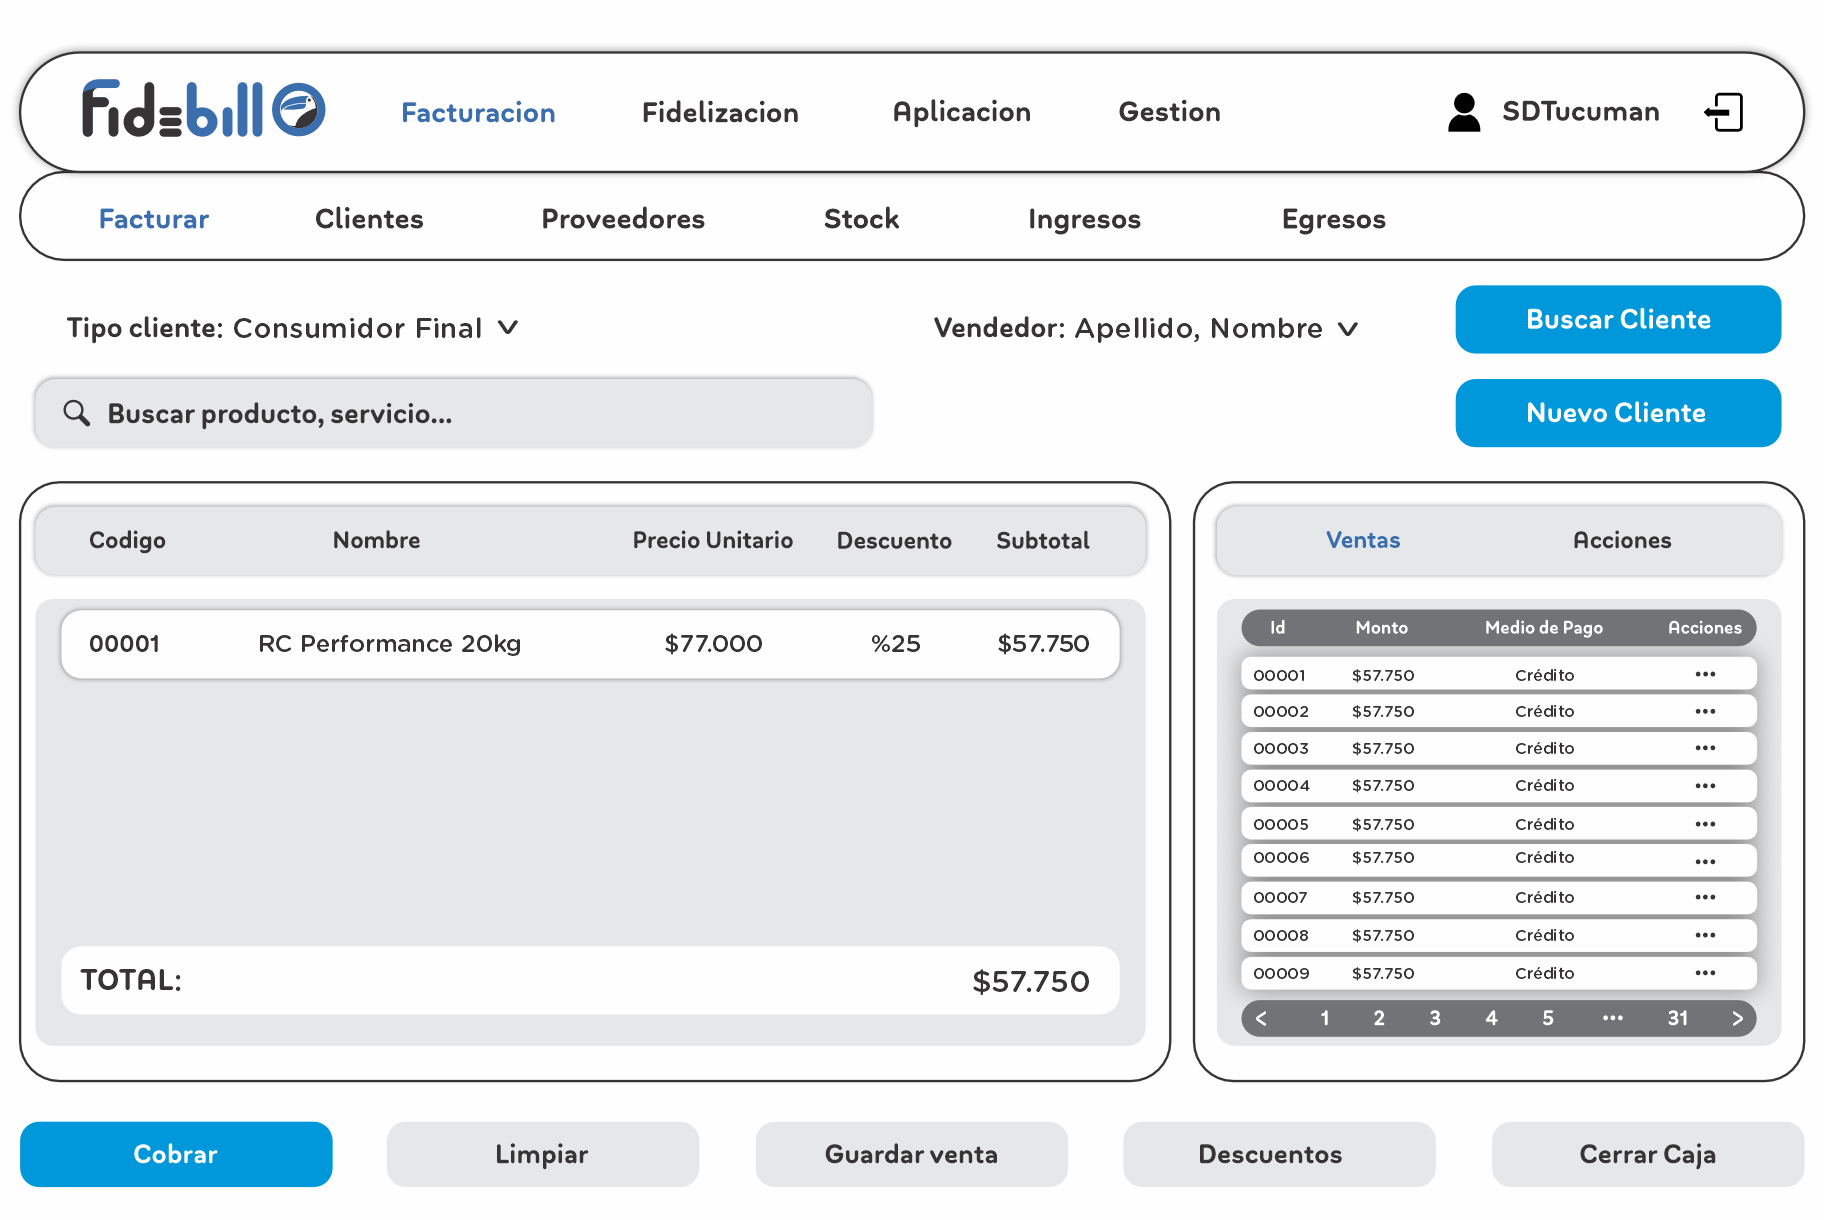 Fidebill Facturacion Fidelizacion Aplicacion Gestion SDTucuman
Facturar Clientes Proveedores Stock Ingresos Egresos
Tipo cliente: Consumidor Final Vendedor: Apellido, Nombre
Buscar Cliente
Buscar producto, servicio...
Nuevo Cliente
Codigo Nombre Precio Unitario Descuento Subtotal
00001 RC Performance 20kg $77.000 %25 $57.750
TOTAL: $57.750
Ventas Acciones
Id Monto Medio de Pago Acciones
00001 $57.750 Crédito ...
00002 $57.750 Crédito ...
00003 $57.750 Crédito ...
00004 $57.750 Crédito ...
00005 $57.750 Crédito ...
00006 $57.750 Crédito ...
00007 $57.750 Crédito ...
00008 $57.750 Crédito ...
00009 $57.750 Crédito ...
< 1 2 3 4 5 ... 31 >
Cobrar Limpiar Guardar venta Descuentos Cerrar Caja